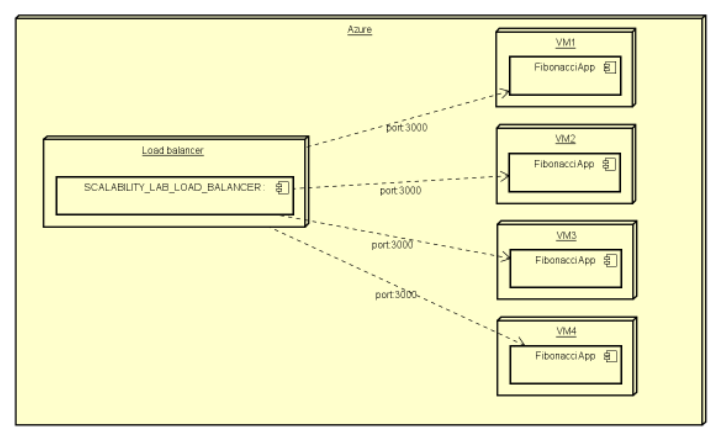 Azure
VM1
FibonacciApp
port:3000
Load balancer
SCALABILITY_LAB_LOAD_BALANCER :
VM2
FibonacciApp
port:3000
VM3
FibonacciApp
port:3000
VM4
FibonacciApp
port:3000